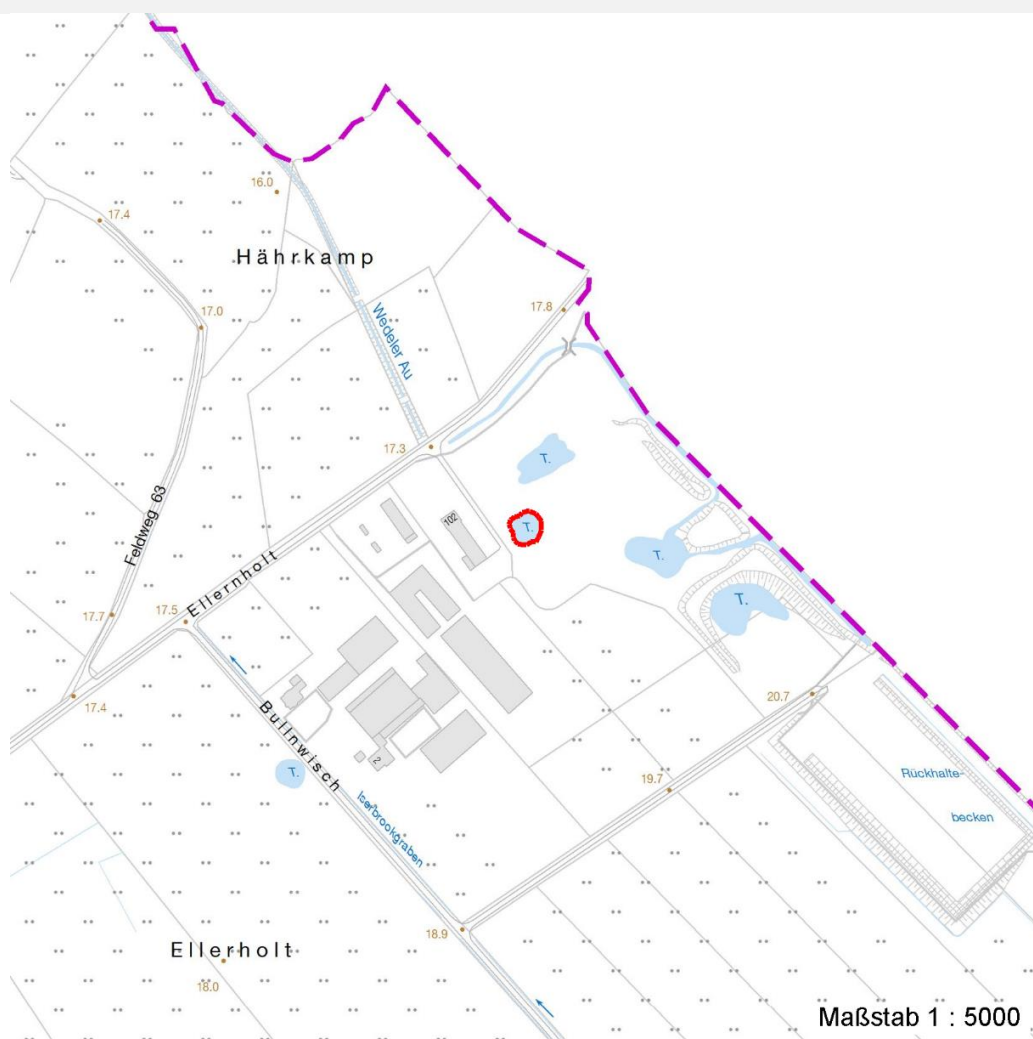 16.0
17.4
Hährkamp
17.0
17.8
Wedeler Au
17.3
T.
Feldweg 63
102
T.
T.
Ellernholt
T.
17.7
17.5
17.4
20.7
Bullnwisch
2
T.
19.7
Rückhalte-
becken
Iserbrookgraben
18.9
Ellerholt
18.0
Maßstab 1 : 5000